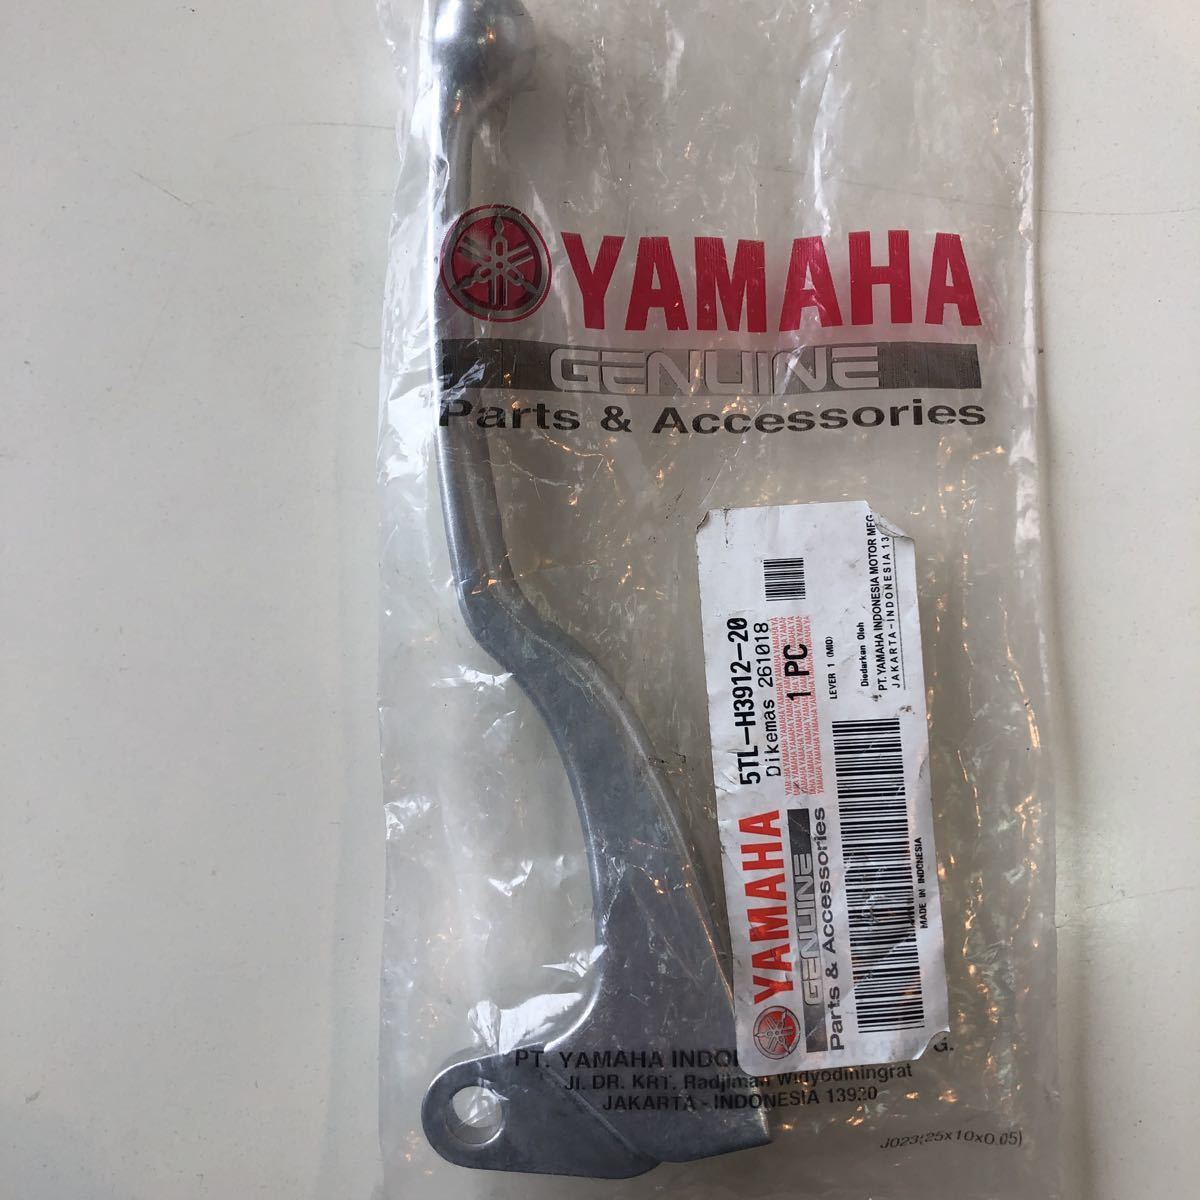 YAMAHA
GENUINE
Parts & Accessories
5TL-H3912-20
Dikemas 261018
1 PC
LEVER 1 (MIO)
Diedarkan Oleh
PT. YAMAHA INDONESIA MOTOR MFG
JAKARTA-INDONESIA 13
YAMAHA
GENUINE
Parts & Accessories
MADE IN INDONESIA
PT. YAMAHA INDO G.
Jl. DR. KRT. Radjiman Widyodiningrat
JAKARTA - INDONESIA 13920
J023(25x10x0.05)